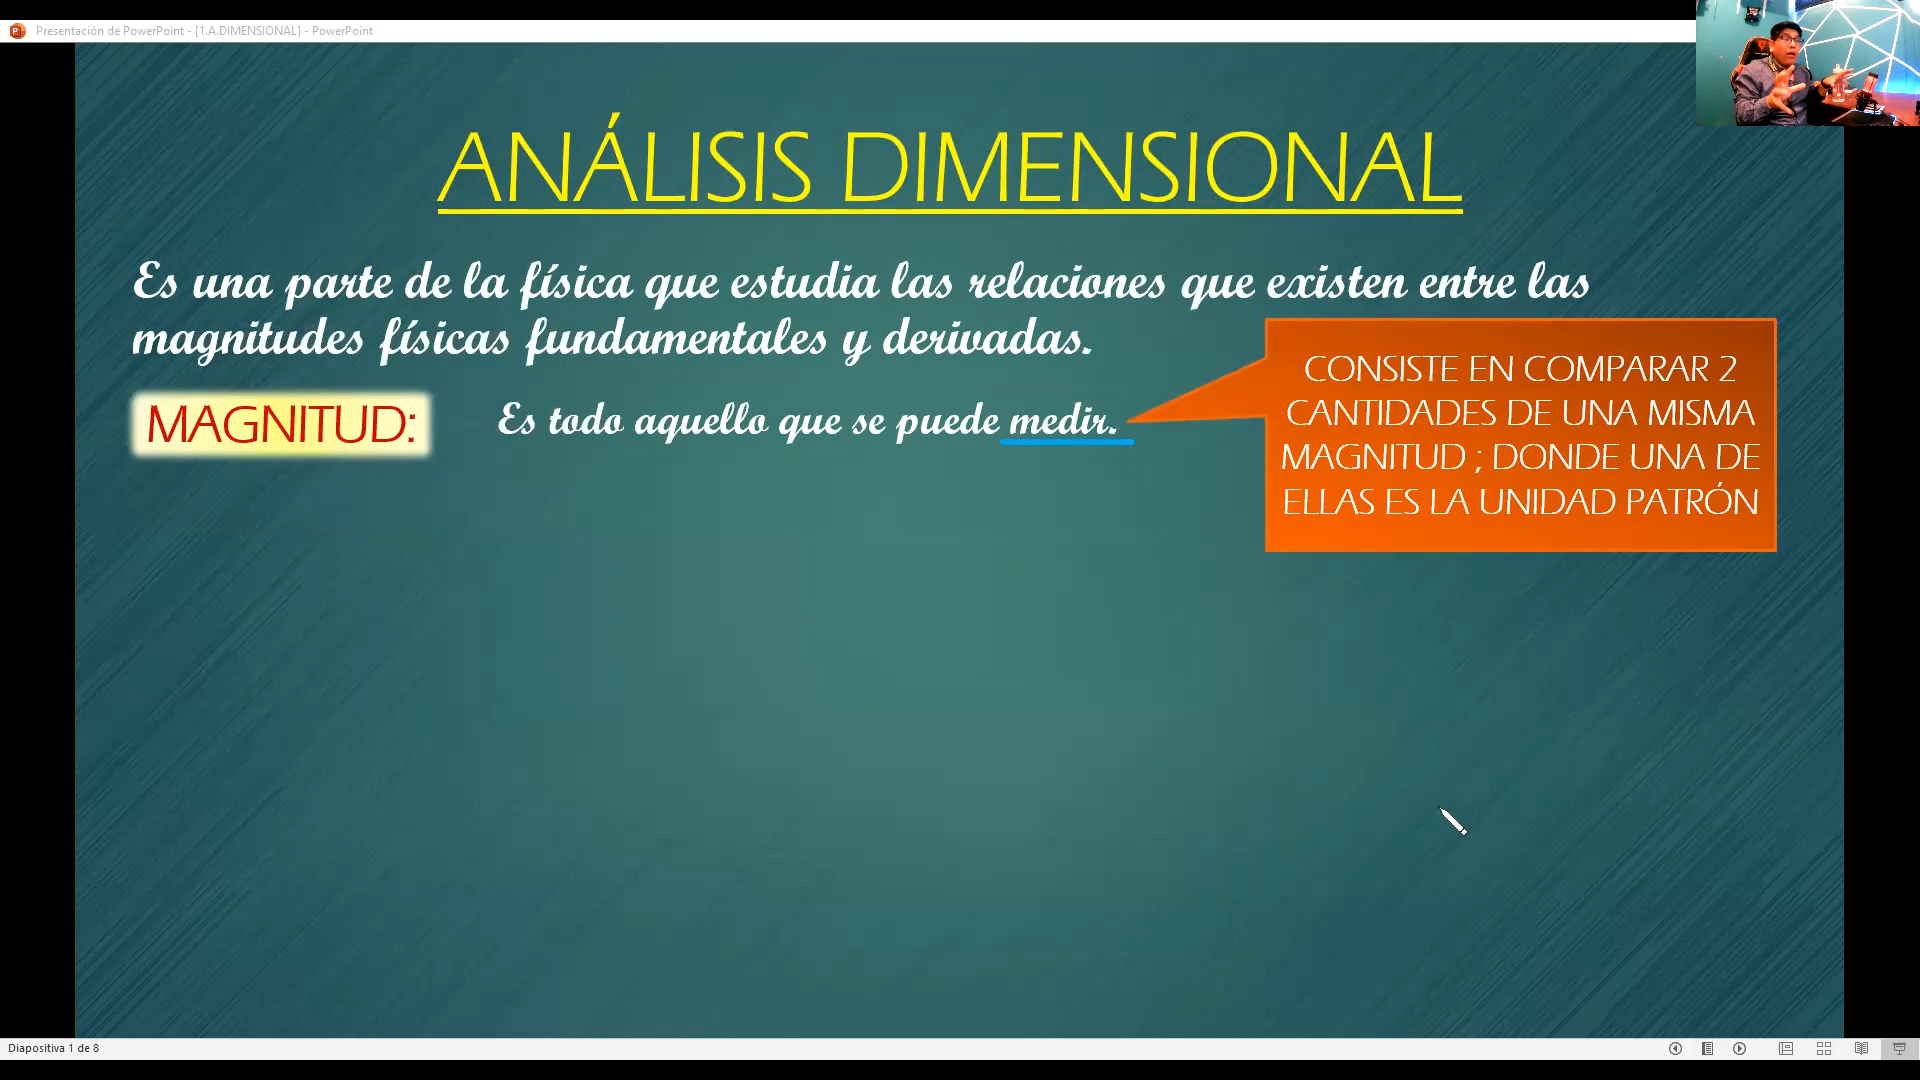 Presentación de PowerPoint - [1.A.DIMENSIONAL] - PowerPoint
ANÁLISIS DIMENSIONAL
Es una parte de la física que estudia las relaciones que existen entre las
magnitudes físicas fundamentales y derivadas.
MAGNITUD:
Es todo aquello que se puede medir.
CONSISTE EN COMPARAR 2
CANTIDADES DE UNA MISMA
MAGNITUD ; DONDE UNA DE
ELLAS ES LA UNIDAD PATRÓN
Diapositiva 1 de 8